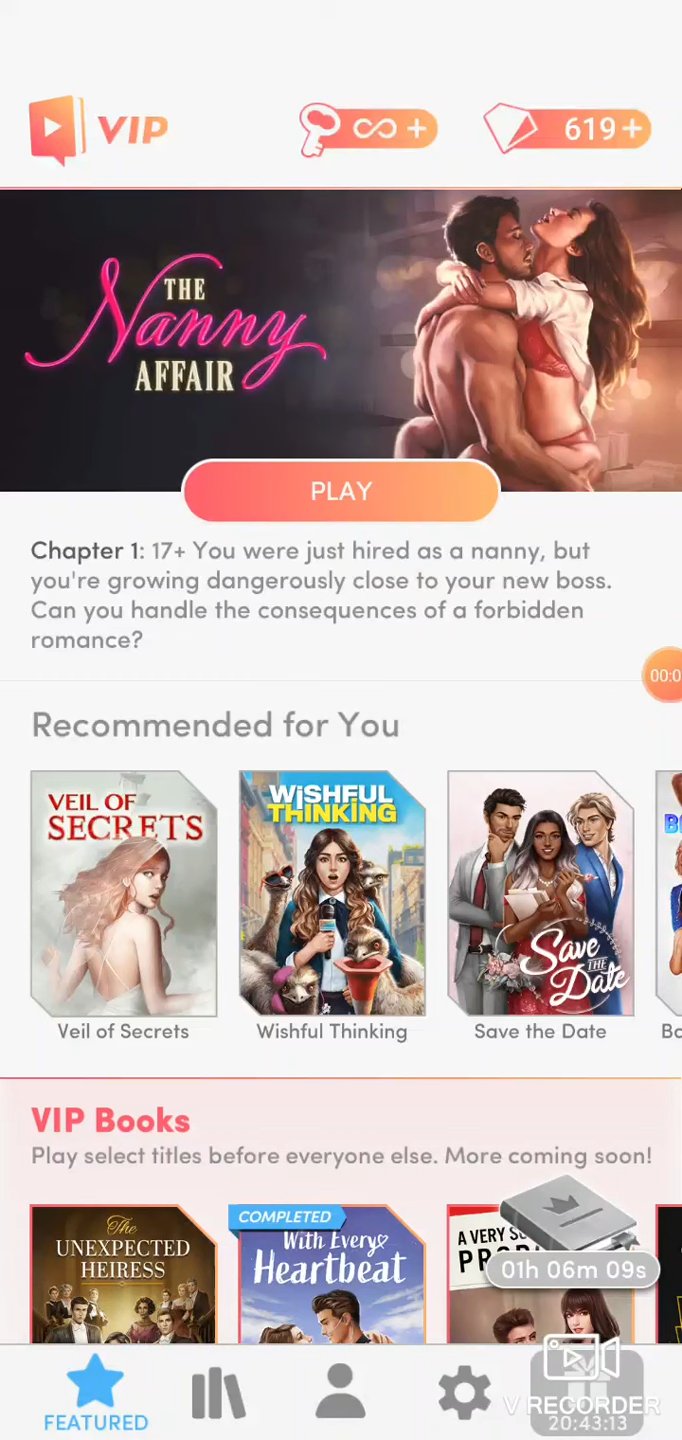 VIP
∞ +
619 +
THE
Nanny
AFFAIR
PLAY
Chapter 1: 17+ You were just hired as a nanny, but
you're growing dangerously close to your new boss.
Can you handle the consequences of a forbidden
romance?
00:0
Recommended for You
VEIL OF
SECRETS
WiSHFUL
THiNKiNG
Save
THE
Date
Veil of Secrets
Wishful Thinking
Save the Date
VIP Books
Play select titles before everyone else. More coming soon!
The
UNEXPECTED
HEIRESS
COMPLETED
With Every
Heartbeat
A VERY
01h 06m 09s
FEATURED
V RECORDER
20:43:13